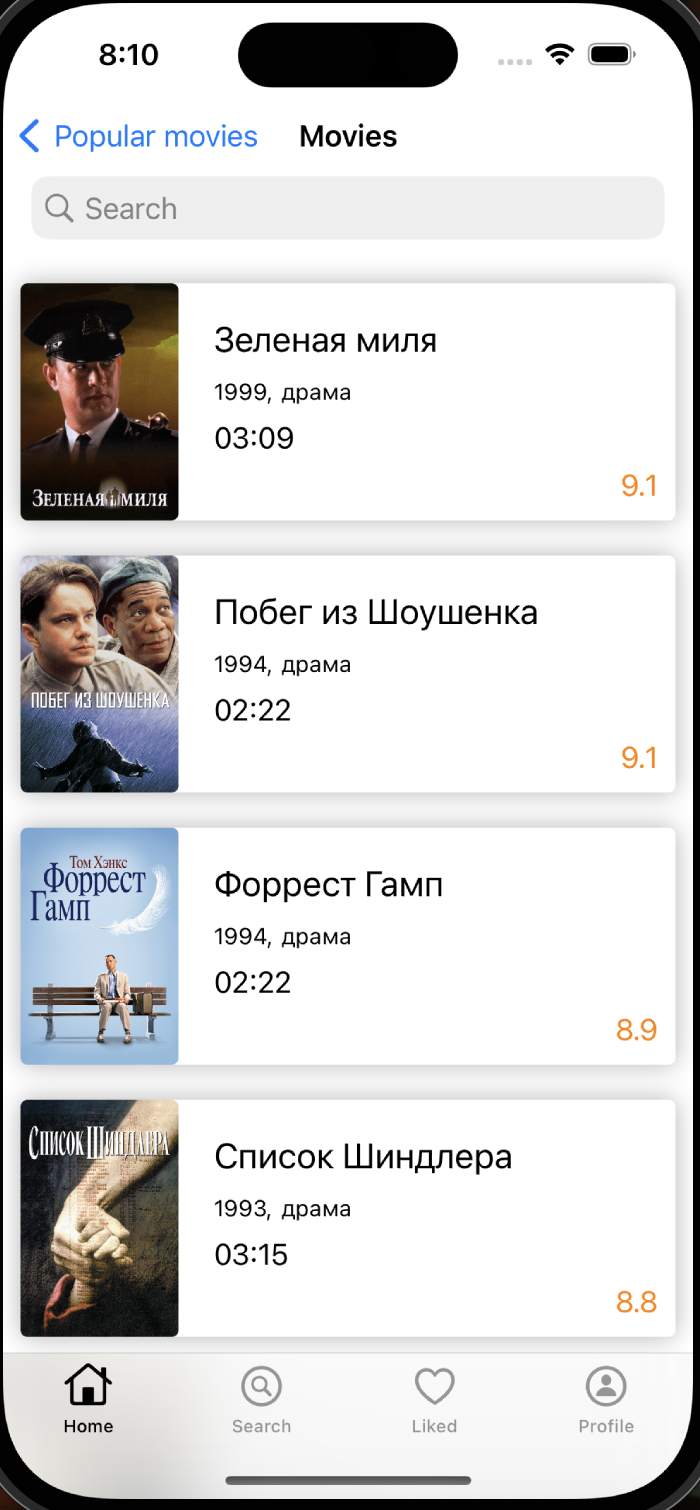 8:10
Popular movies
Movies
Search
ЗЕЛЕНАЯ МИЛЯ
Зеленая миля
1999, драма
03:09
9.1
ПОБЕГ ИЗ ШОУШЕНКА
Побег из Шоушенка
1994, драма
02:22
9.1
Том Хэнкс
Форрест
Гамп
Форрест Гамп
1994, драма
02:22
8.9
СПИСОК ШИНДЛЕРА
Список Шиндлера
1993, драма
03:15
8.8
Home
Search
Liked
Profile